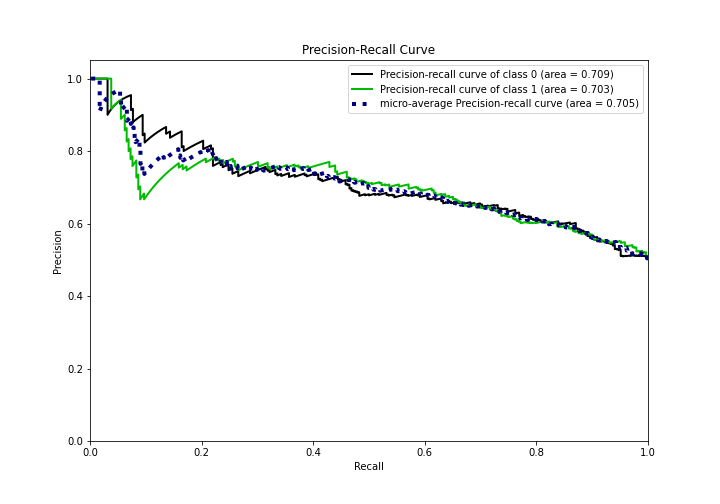 Precision-Recall Curve
Precision-recall curve of class 0 (area = 0.709)
Precision-recall curve of class 1 (area = 0.703)
micro-average Precision-recall curve (area = 0.705)
Precision
1.0
0.8
0.6
0.4
0.2
0.0
0.0 0.2 0.4 0.6 0.8 1.0
Recall